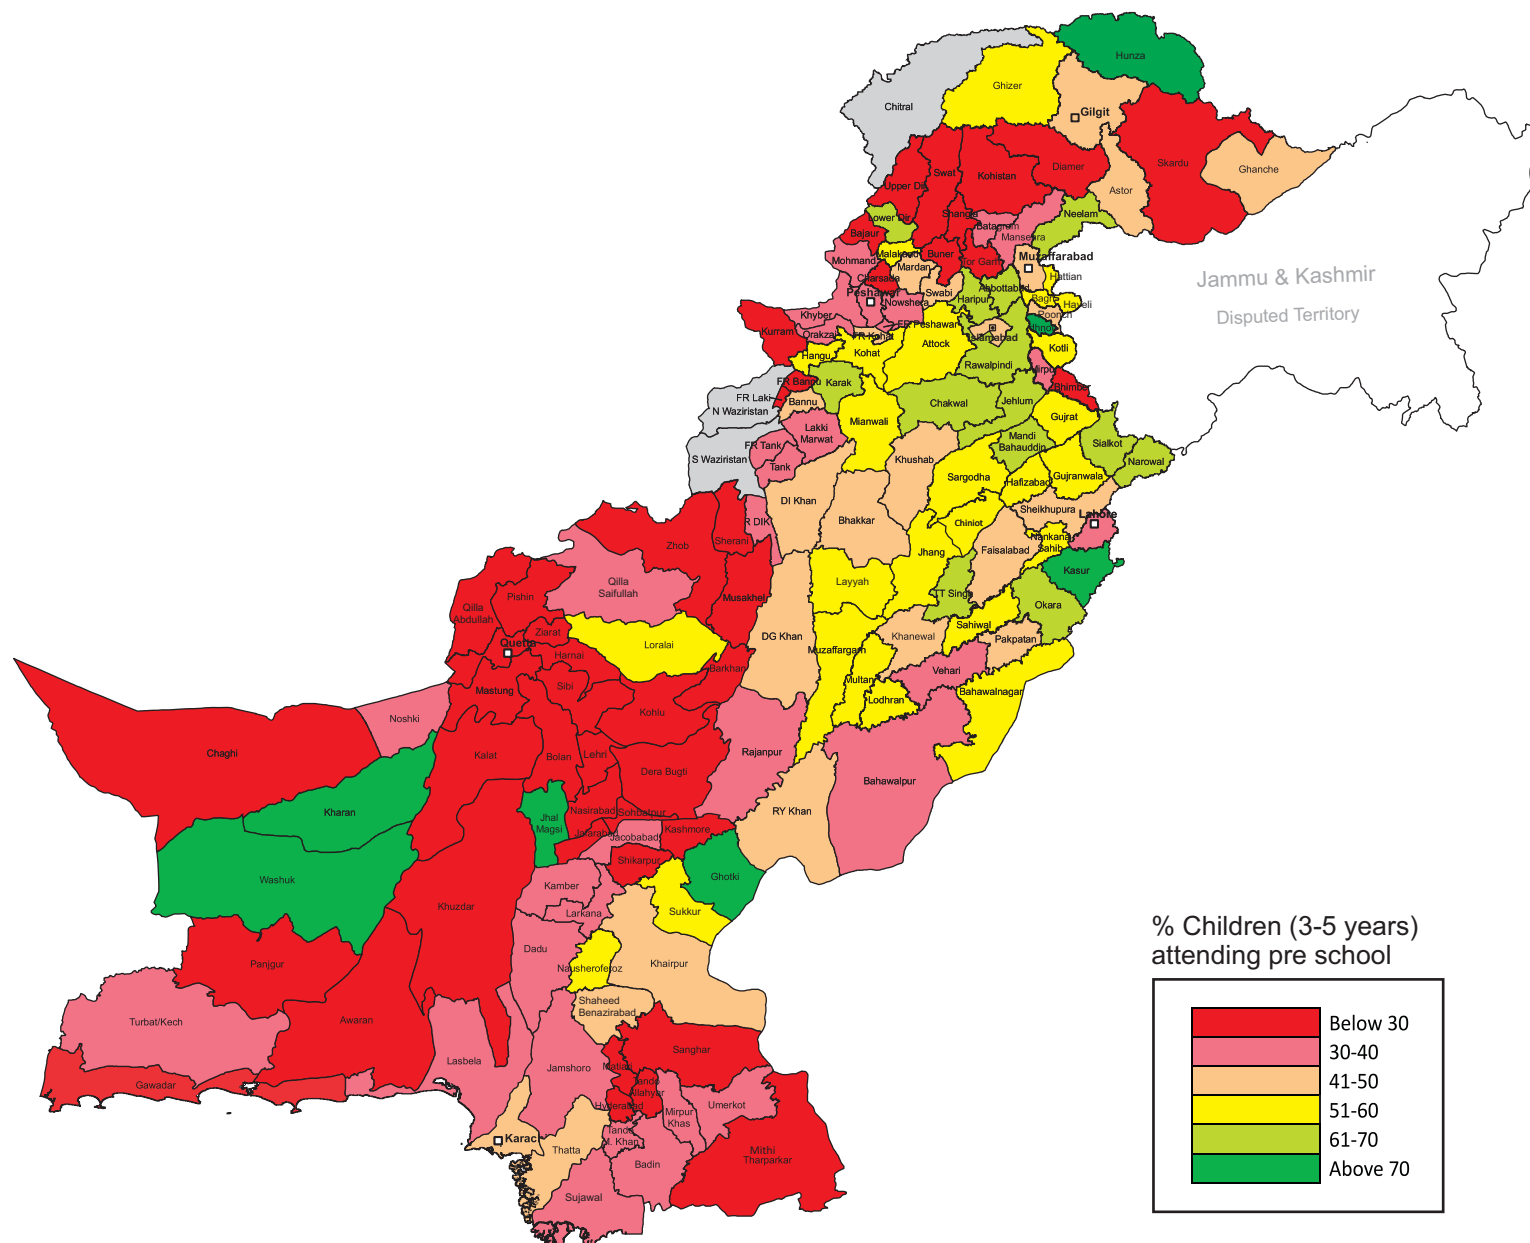 Hunza
Ghizer
Chitral
Gilgit
Skardu
Ghanche
Diamer
Astor
Swat
Kohistan
Upper Dir
Lower Dir
Shangla
Neelam
Batagram
Mansehra
Bajaur
Malakand
Buner
Tor Garh
Muzaffarabad
Mohmand
Mardan
Hattian
Charsada
Swabi
Abbottabad
Haripur
Bagh
Haveli
Peshawar
Nowshera
Poonch
Khyber
FR Peshawar
Kurram
Orakzai
FR Kohat
Islamabad
Attock
Kohat
Hangu
Kotli
Rawalpindi
Mirpur
Bhimber
Jammu & Kashmir
Disputed Territory
FR Bannu
Karak
FR Laki
Bannu
N Waziristan
Chakwal
Jehlum
Gujrat
Mianwali
Lakki
Marwat
Mandi
Bahauddin
Sialkot
Narowal
FR Tank
S Waziristan
Tank
Khushab
Sargodha
Hafizabad
Gujranwala
DI Khan
Bhakkar
Sheikhupura
Lahore
Chiniot
Nankana
Sahib
Faisalabad
R DIK
Zhob
Sherani
Jhang
Kasur
Layyah
TT Singh
Okara
Qilla
Saifullah
Musakhel
Pishin
Qilla
Abdullah
Ziarat
Quetta
Loralai
Harnai
DG Khan
Khanewal
Sahiwal
Pakpatan
Muzaffargarh
Vehari
Multan
Lodhran
Bahawalnagar
Barkhan
Mastung
Sibi
Kohlu
Noshki
Chaghi
Kalat
Bolan
Lehri
Dera Bugti
Rajanpur
Bahawalpur
RY Khan
Kharan
Jhal
Magsi
Nasirabad
Sohbatpur
Jafarabad
Jacobabad
Kashmore
Shikarpur
Ghotki
Washuk
Kamber
Larkana
Sukkur
Khuzdar
Dadu
Nausheroferoz
Khairpur
Panjgur
Shaheed
Benazirabad
Turbat/Kech
Awaran
Lasbela
Jamshoro
Sanghar
Matiari
Tando
Allahyar
Gawadar
Hyderabad
Mirpur
Khas
Umerkot
Tando
M. Khan
Karac
Thatta
Badin
Mithi
Tharparkar
Sujawal
% Children (3-5 years)
attending pre school
Below 30
30-40
41-50
51-60
61-70
Above 70